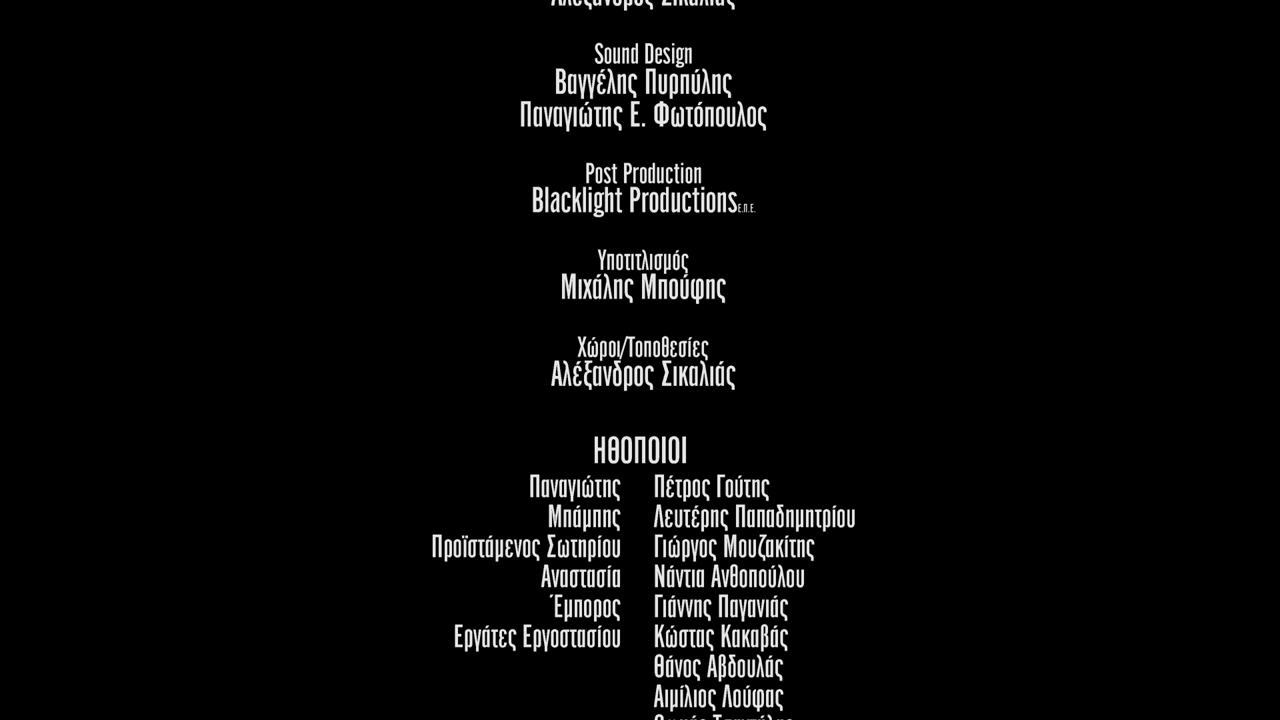 Αλέξανδρος Σικαλιάς
Sound Design
Βαγγέλης Πυρπύλης
Παναγιώτης Ε. Φωτόπουλος
Post Production
Blacklight Productions Ε.Π.Ε.
Υποτιτλισμός
Μιχάλης Μπούφης
Χώροι/Τοποθεσίες
Αλέξανδρος Σικαλιάς
ΗΘΟΠΟΙΟΙ
Παναγιώτης Πέτρος Γούτης
Μπάμπης Λευτέρης Παπαδημητρίου
Προϊστάμενος Σωτηρίου Γιώργος Μουζακίτης
Αναστασία Νάντια Ανθοπούλου
Έμπορος Γιάννης Παγανιάς
Εργάτες Εργοστασίου Κώστας Κακαβάς
Θάνος Αβδουλάς
Αιμίλιος Λούφας